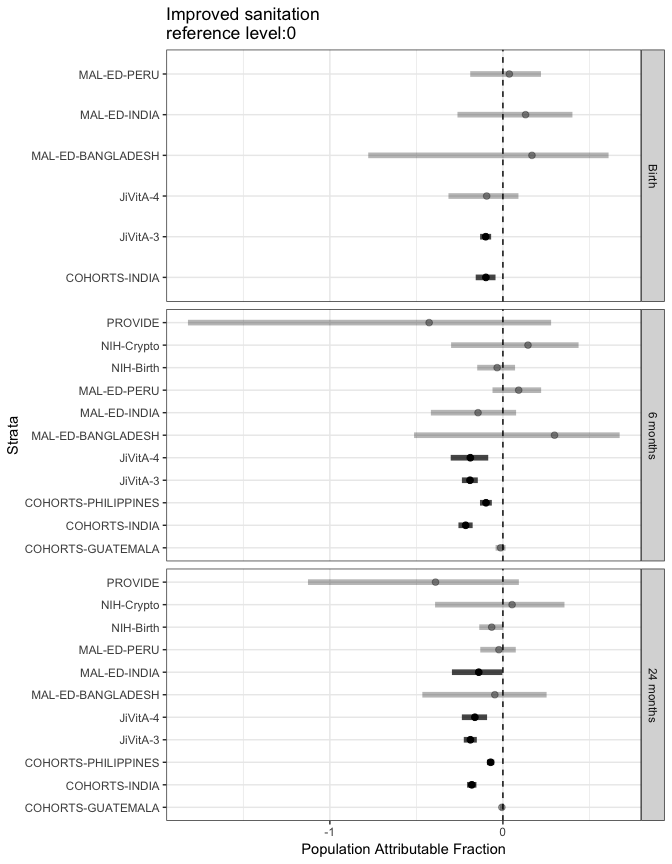 Improved sanitation
reference level:0
Strata
MAL-ED-PERU
MAL-ED-INDIA
MAL-ED-BANGLADESH
JiVitA-4
JiVitA-3
COHORTS-INDIA
Birth
PROVIDE
NIH-Crypto
NIH-Birth
MAL-ED-PERU
MAL-ED-INDIA
MAL-ED-BANGLADESH
JiVitA-4
JiVitA-3
COHORTS-PHILIPPINES
COHORTS-INDIA
COHORTS-GUATEMALA
6 months
PROVIDE
NIH-Crypto
NIH-Birth
MAL-ED-PERU
MAL-ED-INDIA
MAL-ED-BANGLADESH
JiVitA-4
JiVitA-3
COHORTS-PHILIPPINES
COHORTS-INDIA
COHORTS-GUATEMALA
24 months
-1 0
Population Attributable Fraction